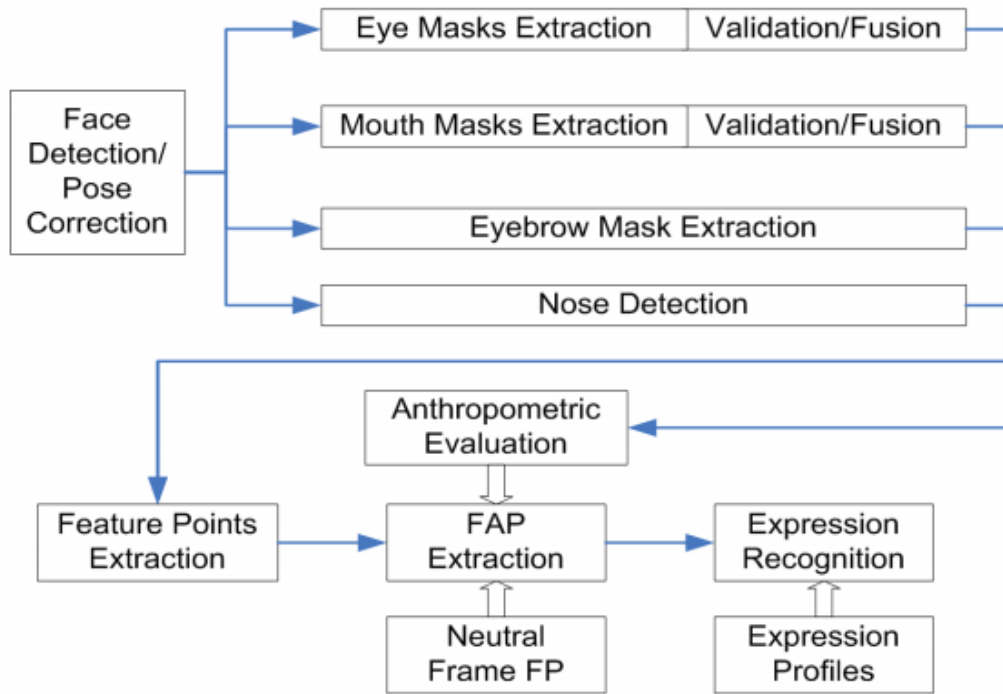 Eye Masks Extraction
Validation/Fusion
Face
Detection/
Pose
Correction
Mouth Masks Extraction
Validation/Fusion
Eyebrow Mask Extraction
Nose Detection
Anthropometric
Evaluation
Feature Points
Extraction
FAP
Extraction
Expression
Recognition
Neutral
Frame FP
Expression
Profiles